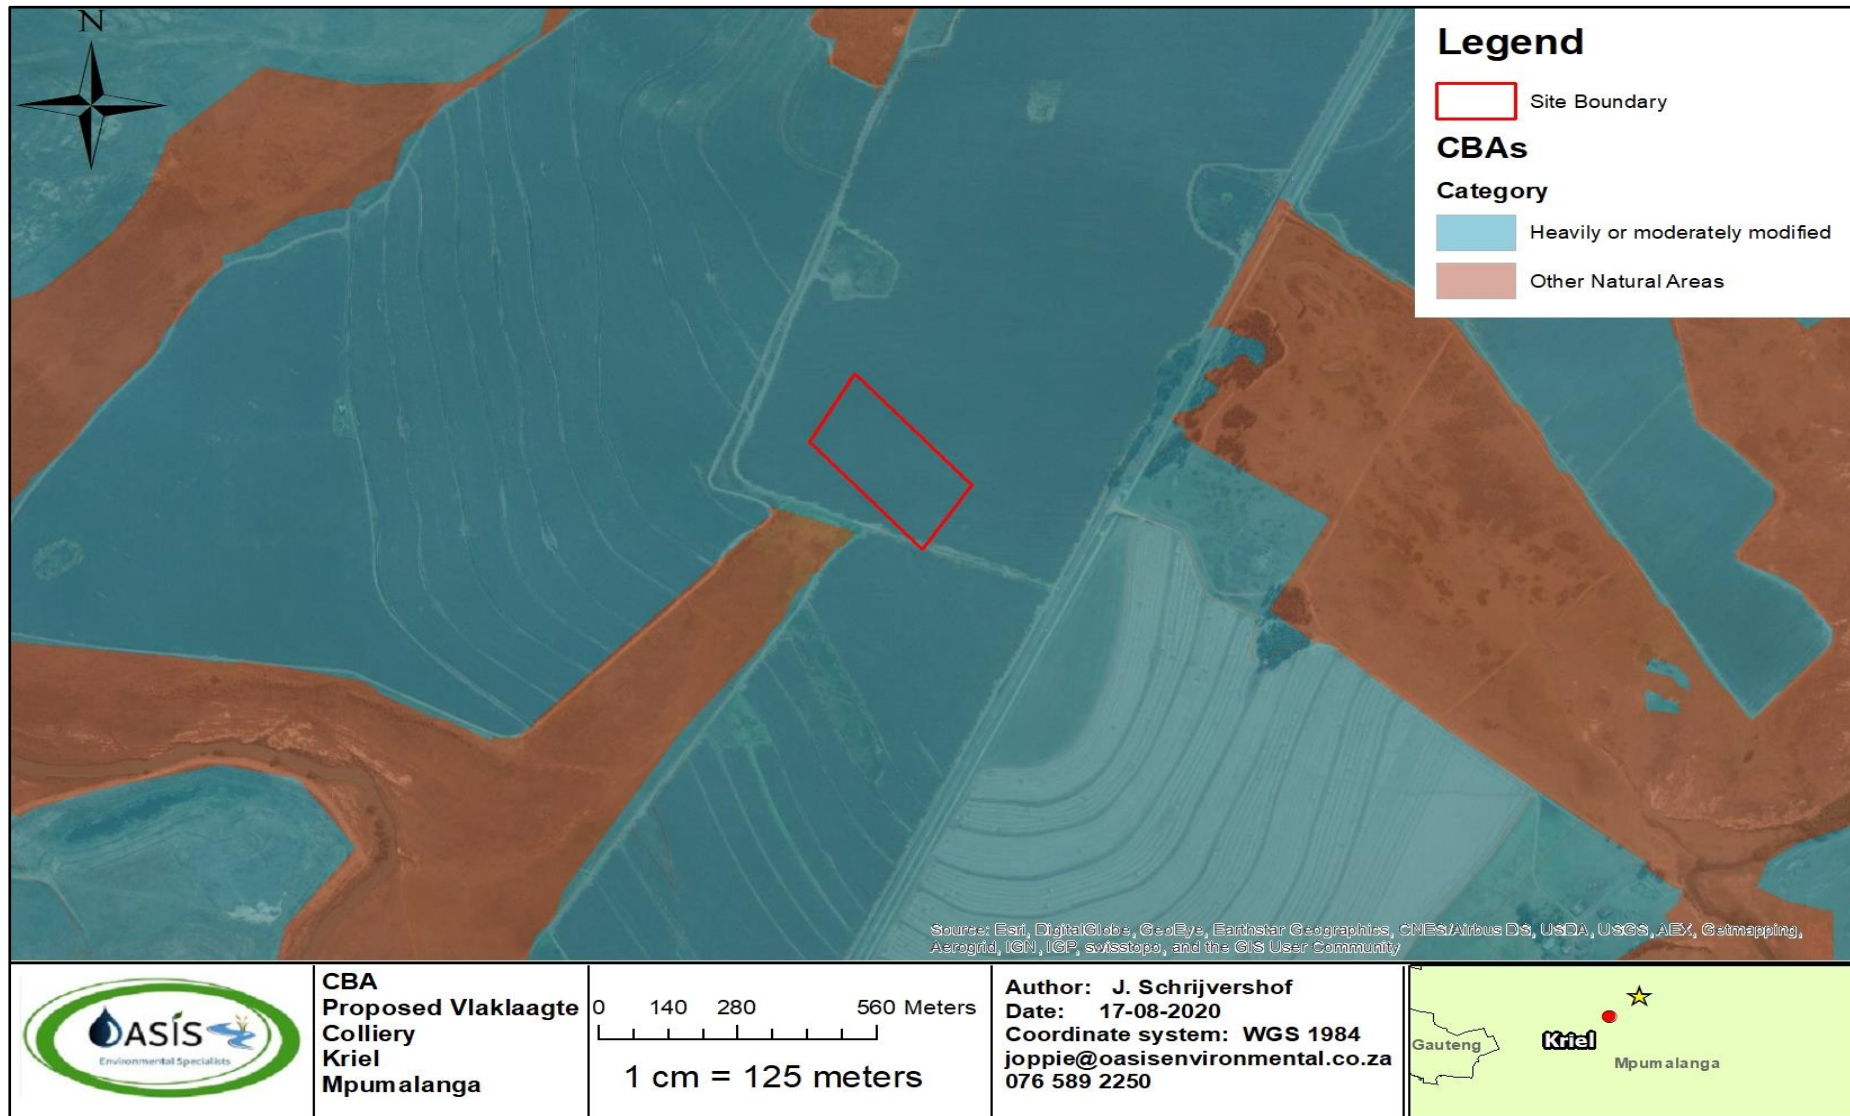 N
Legend
Site Boundary
CBAs
Category
Heavily or moderately modified
Other Natural Areas
Source: Esri, DigitalGlobe, GeoEye, Earthstar Geographics, CNES/Airbus DS, USDA, USGS, AEX, Getmapping,
Aerogrid, IGN, IGP, swisstopo, and the GIS User Community
OASIS
Environmental Specialists
CBA
Proposed Vlaklaagte
Colliery
Kriel
Mpumalanga
0 140 280 560 Meters
1 cm = 125 meters
Author: J. Schrijvershof
Date: 17-08-2020
Coordinate system: WGS 1984
joppie@oasisenvironmental.co.za
076 589 2250
Gauteng
Kriel
Mpumalanga